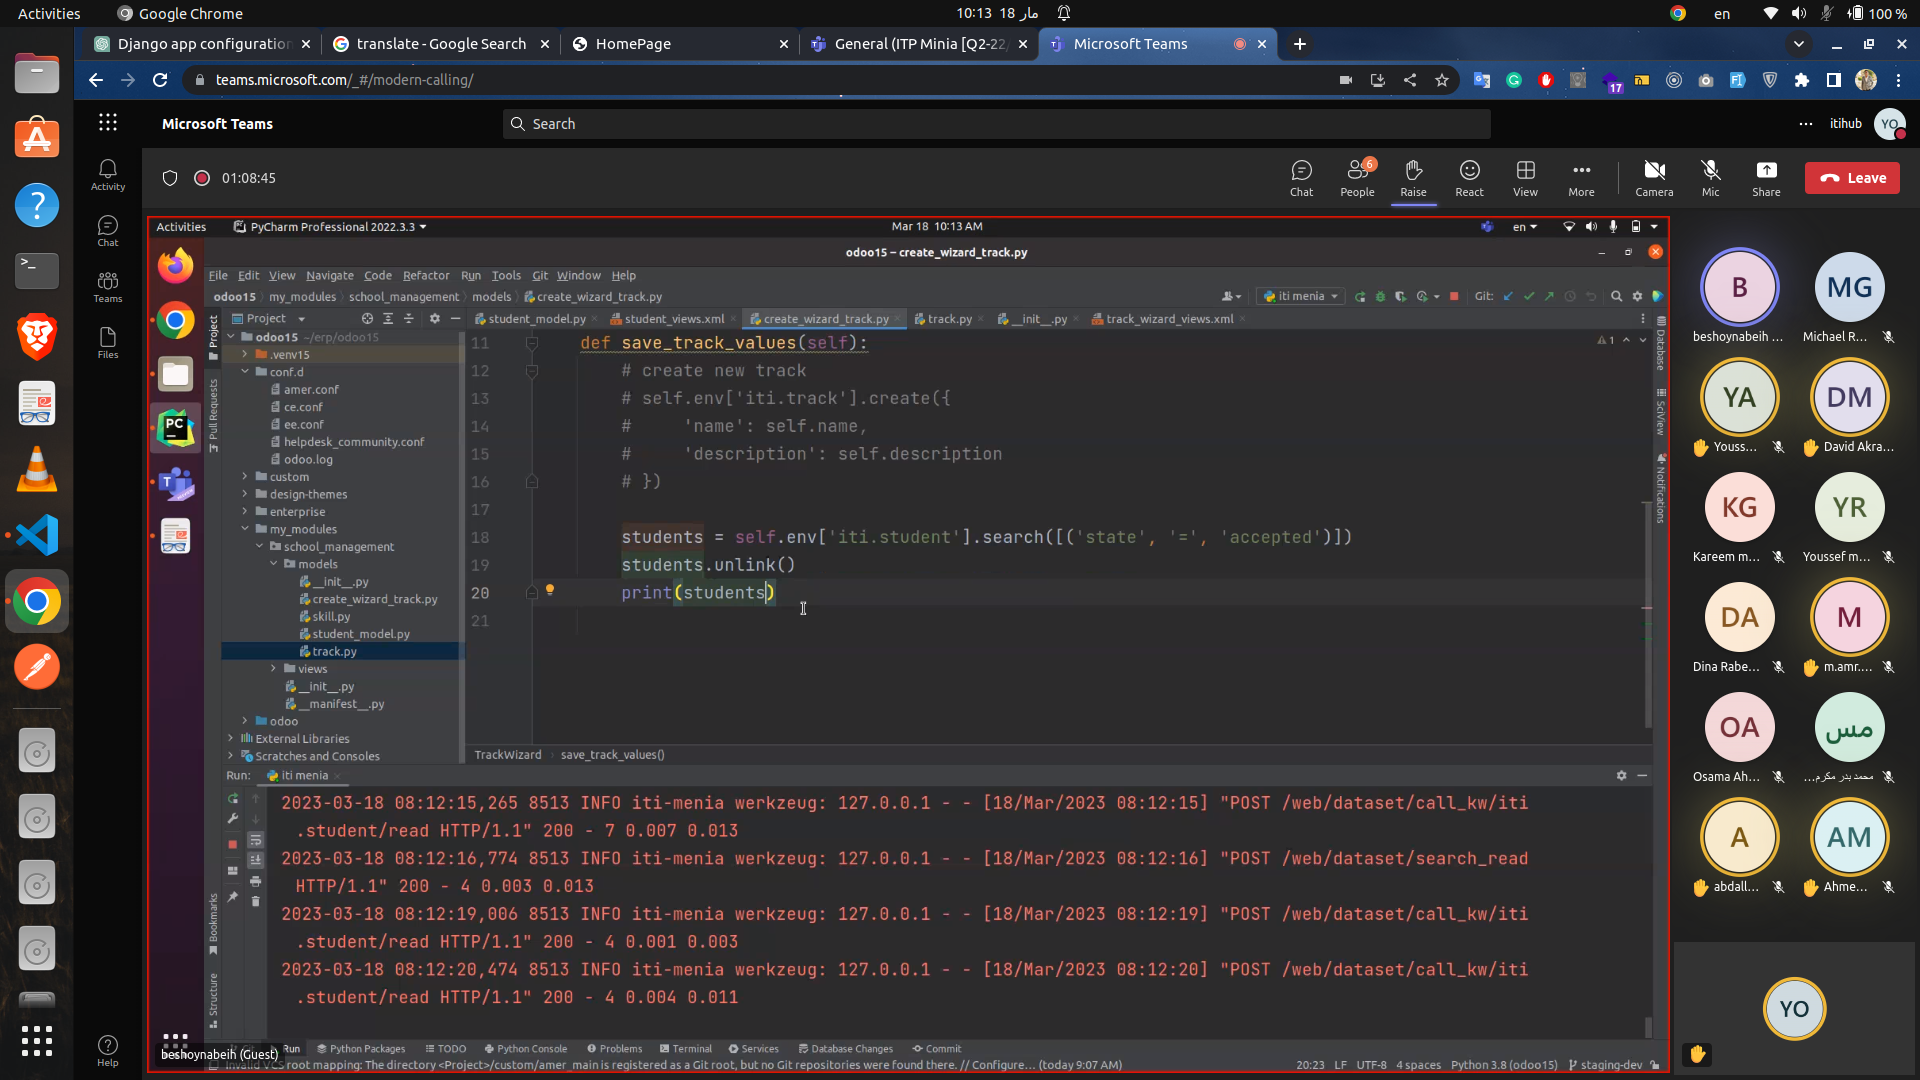 Activities
Google Chrome
10:13 18 مار
en
100 %
Django app configuration
translate - Google Search
HomePage
General (ITP Minia [Q2-22/
Microsoft Teams
teams.microsoft.com/_#/modern-calling/
17
Microsoft Teams
Search
itihub
YO
Activity
Chat
Teams
Files
Help
01:08:45
Chat
6
People
Raise
React
View
More
Camera
Mic
Share
Leave
Activities
PyCharm Professional 2022.3.3
Mar 18 10:13 AM
en
odoo15 – create_wizard_track.py
File Edit View Navigate Code Refactor Run Tools Git Window Help
odoo15 my_modules school_management models create_wizard_track.py
iti menia
Git:
Project
student_model.py
student_views.xml
create_wizard_track.py
track.py
__init__.py
track_wizard_views.xml
Project
Pull Requests
Bookmarks
Structure
Database
SciView
Notifications
odoo15 ~/erp/odoo15
.venv15
conf.d
amer.conf
ce.conf
ee.conf
helpdesk_community.conf
odoo.log
custom
design-themes
enterprise
my_modules
school_management
models
__init__.py
create_wizard_track.py
skill.py
student_model.py
track.py
views
__init__.py
__manifest__.py
odoo
External Libraries
Scratches and Consoles
1
11 def save_track_values(self):
12 # create new track
13 # self.env['iti.track'].create({
14 #     'name': self.name,
15 #     'description': self.description
16 # })
17
18 students = self.env['iti.student'].search([('state', '=', 'accepted')])
19 students.unlink()
20 print(students)
21
TrackWizard save_track_values()
Run: iti menia
2023-03-18 08:12:15,265 8513 INFO iti-menia werkzeug: 127.0.0.1 - - [18/Mar/2023 08:12:15] "POST /web/dataset/call_kw/iti
.student/read HTTP/1.1" 200 - 7 0.007 0.013
2023-03-18 08:12:16,774 8513 INFO iti-menia werkzeug: 127.0.0.1 - - [18/Mar/2023 08:12:16] "POST /web/dataset/search_read
HTTP/1.1" 200 - 4 0.003 0.013
2023-03-18 08:12:19,006 8513 INFO iti-menia werkzeug: 127.0.0.1 - - [18/Mar/2023 08:12:19] "POST /web/dataset/call_kw/iti
.student/read HTTP/1.1" 200 - 4 0.001 0.003
2023-03-18 08:12:20,474 8513 INFO iti-menia werkzeug: 127.0.0.1 - - [18/Mar/2023 08:12:20] "POST /web/dataset/call_kw/iti
.student/read HTTP/1.1" 200 - 4 0.004 0.011
Run Python Packages TODO Python Console Problems Terminal Services Database Changes Commit
beshoynabeih (Guest)
Invalid VCS root mapping: The directory <Project>/custom/amer_main is registered as a Git root, but no Git repositories were found there. // Configure... (today 9:07 AM)
20:23 LF UTF-8 4 spaces Python 3.8 (odoo15) staging-dev
B
beshoynabeih ...
MG
Michael R...
YA
Youss...
DM
David Akra...
KG
Kareem m...
YR
Youssef m...
DA
Dina Rabe...
M
m.amr....
OA
Osama Ah...
مس
محمد بدر مكرم...
A
abdall...
AM
Ahme...
YO